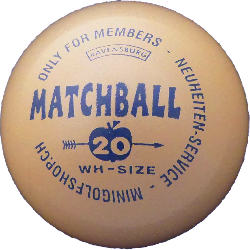 ONLY FOR MEMBERS - NEUHEITEN-SERVICE - MINIGOLFSHOP.CH
RAVENSBURG
MATCHBALL
20
WH-SIZE